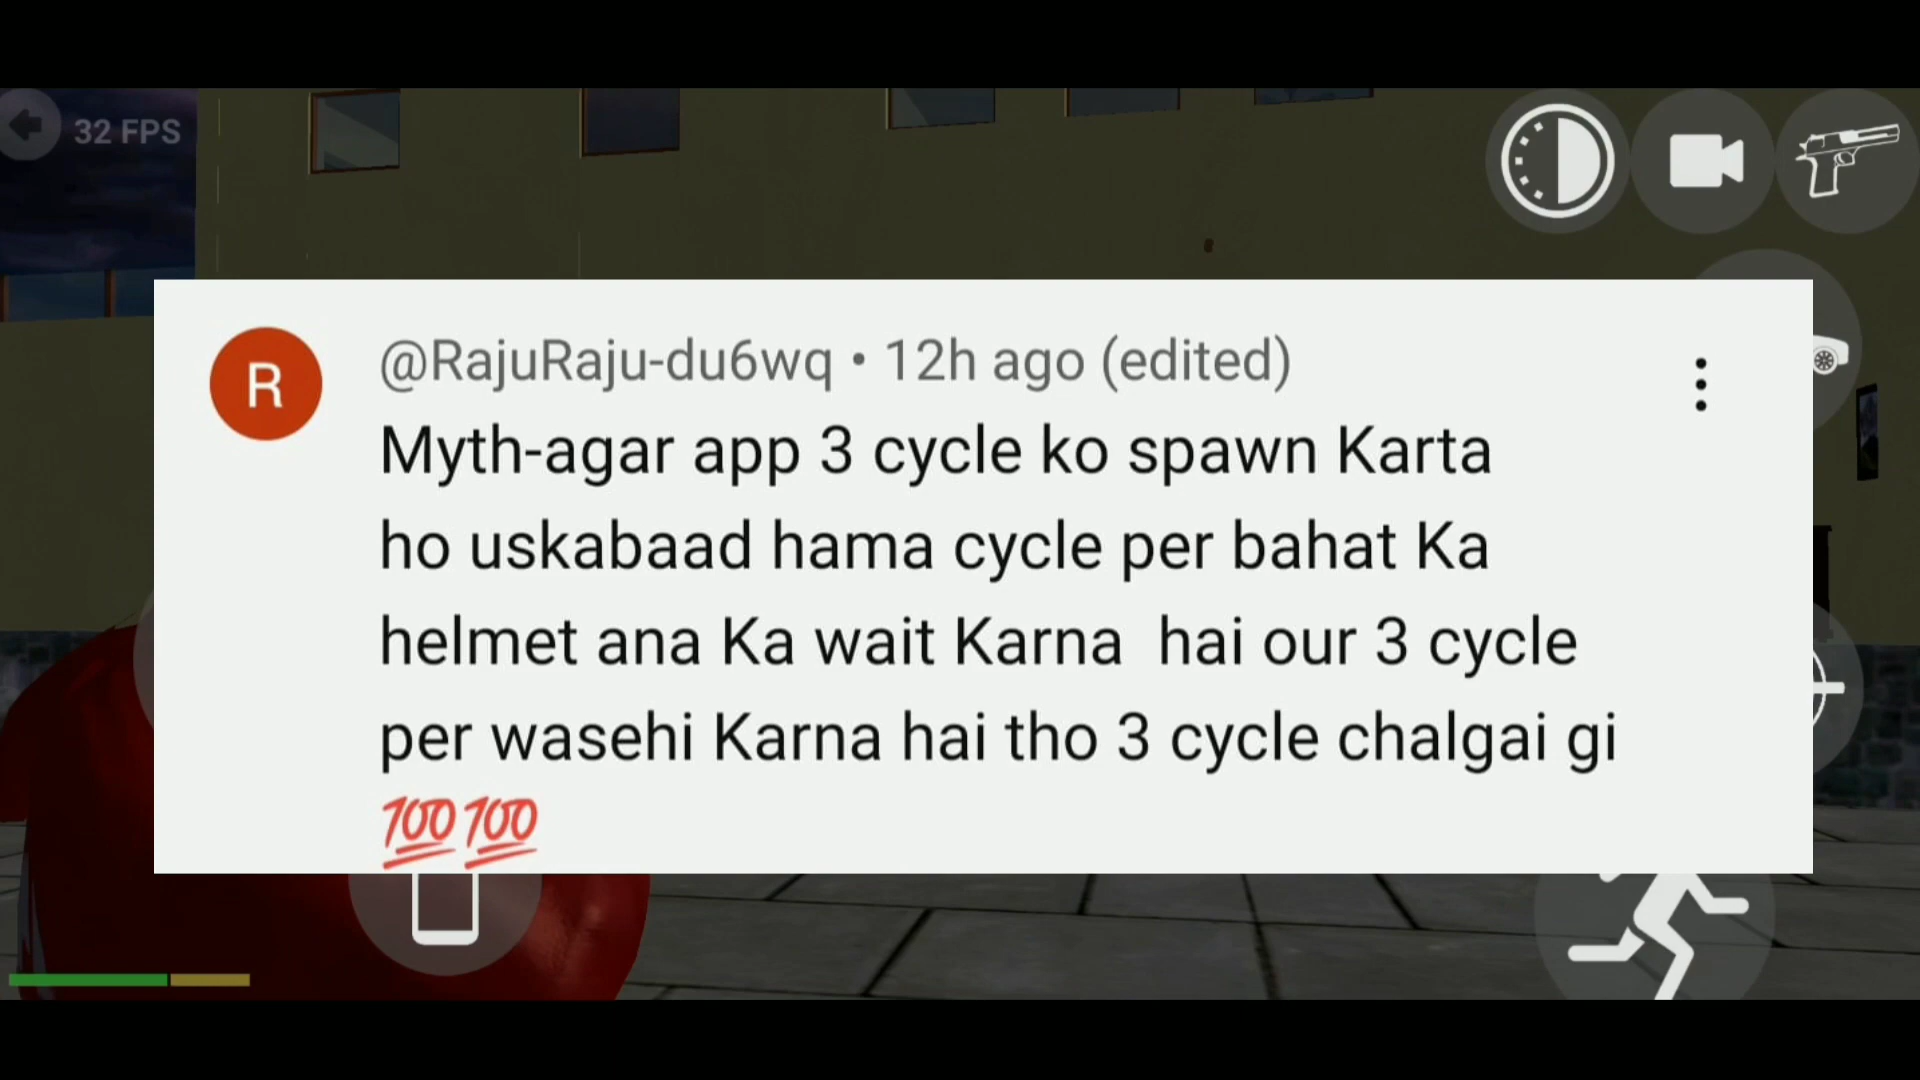 32 FPS
R
@RajuRaju-du6wq • 12h ago (edited)
Myth-agar app 3 cycle ko spawn Karta
ho uskabaad hama cycle per bahat Ka
helmet ana Ka wait Karna  hai our 3 cycle
per wasehi Karna hai tho 3 cycle chalgai gi
💯💯